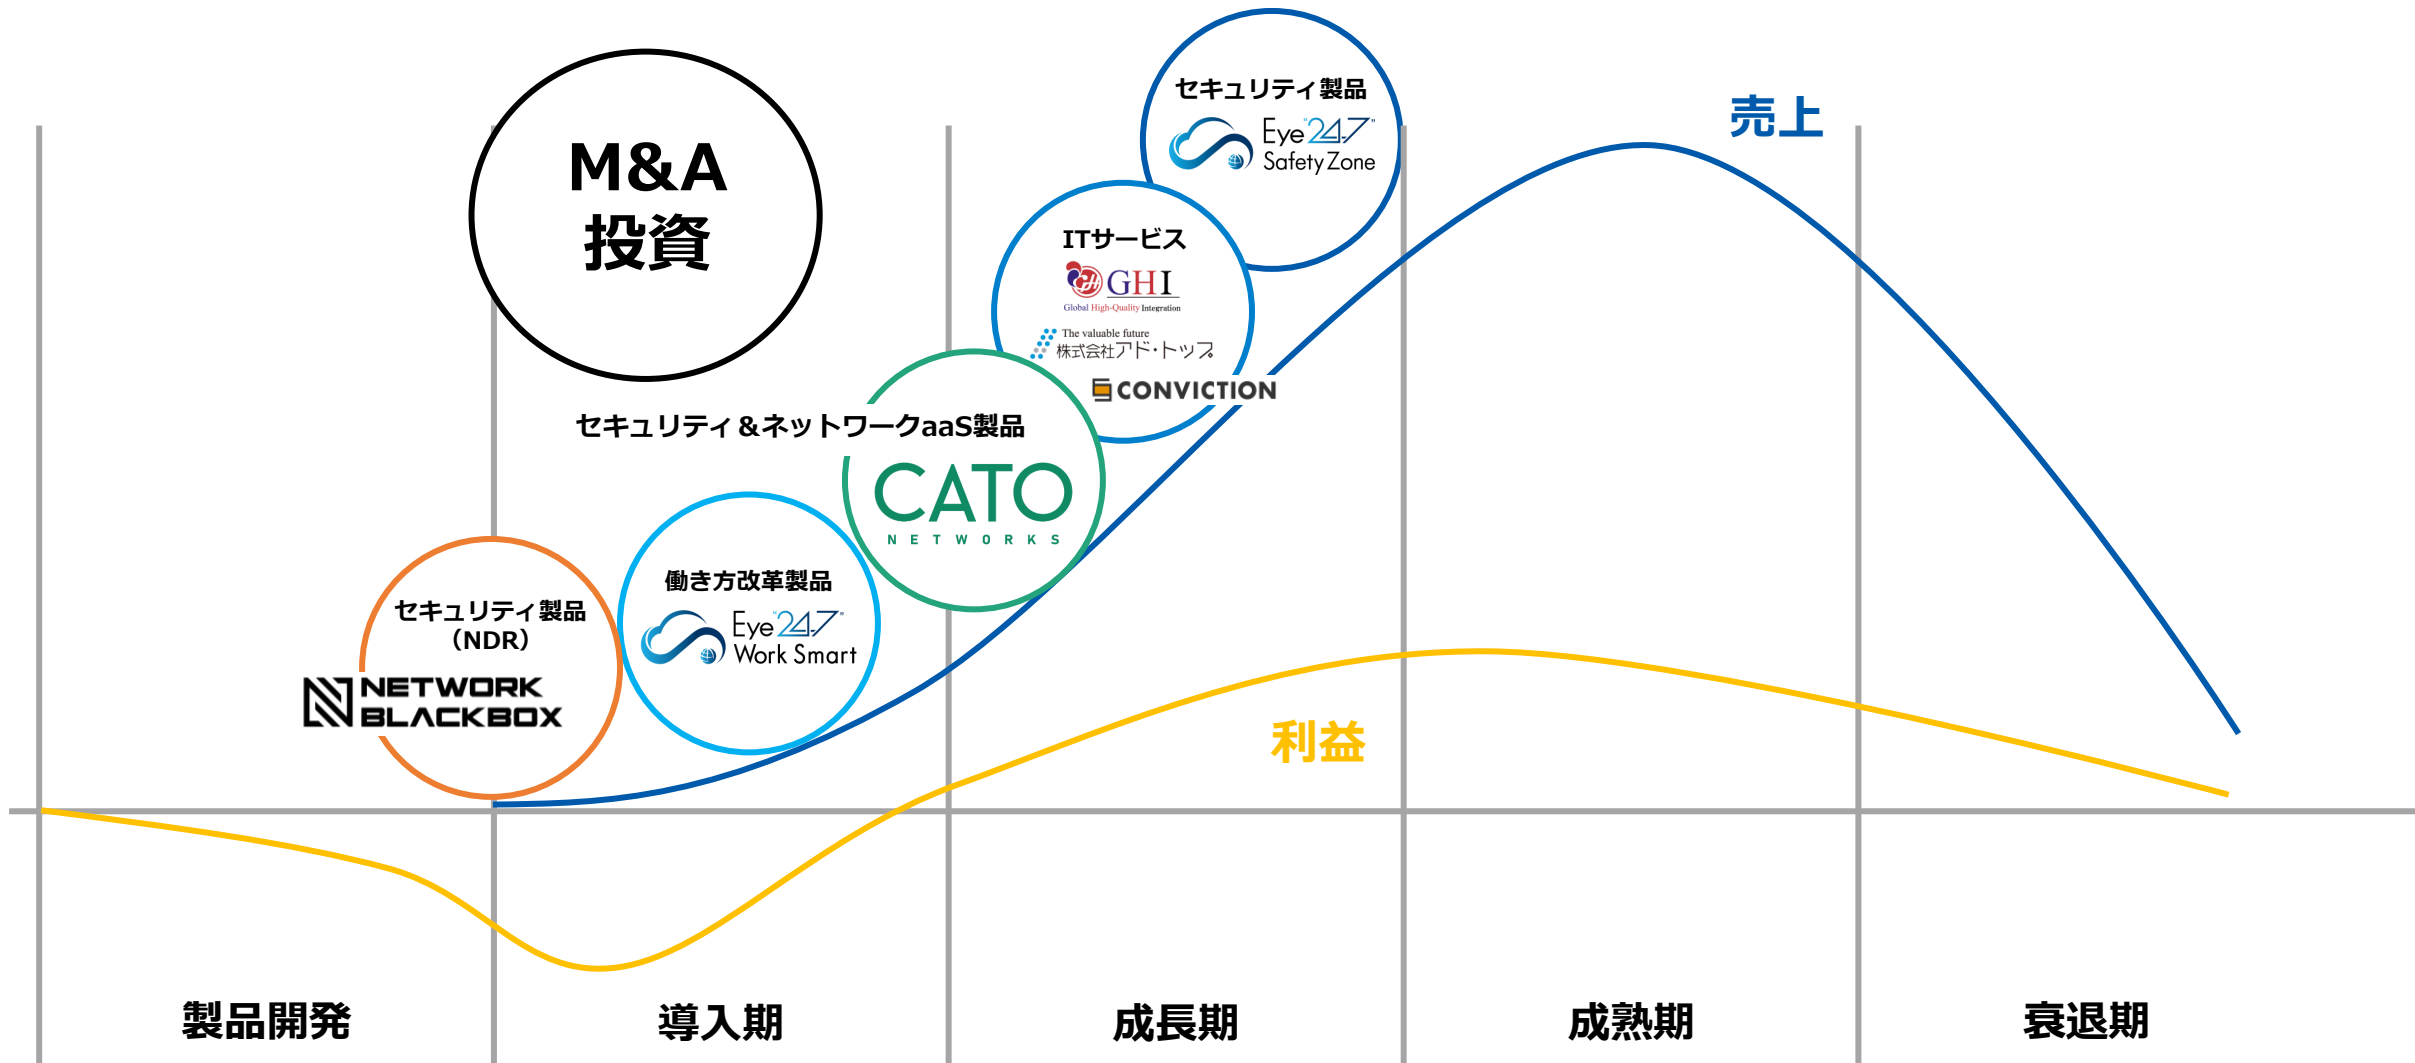 M&A
投資
セキュリティ製品
Eye"24-7"
Safety Zone
売上
ITサービス
GHI
Global High-Quality Integration
The valuable future
株式会社アド・トップ
CONVICTION
セキュリティ&ネットワークaaS製品
CATO
NETWORKS
働き方改革製品
Eye"24-7"
Work Smart
セキュリティ製品
（NDR）
NETWORK
BLACKBOX
利益
製品開発
導入期
成長期
成熟期
衰退期